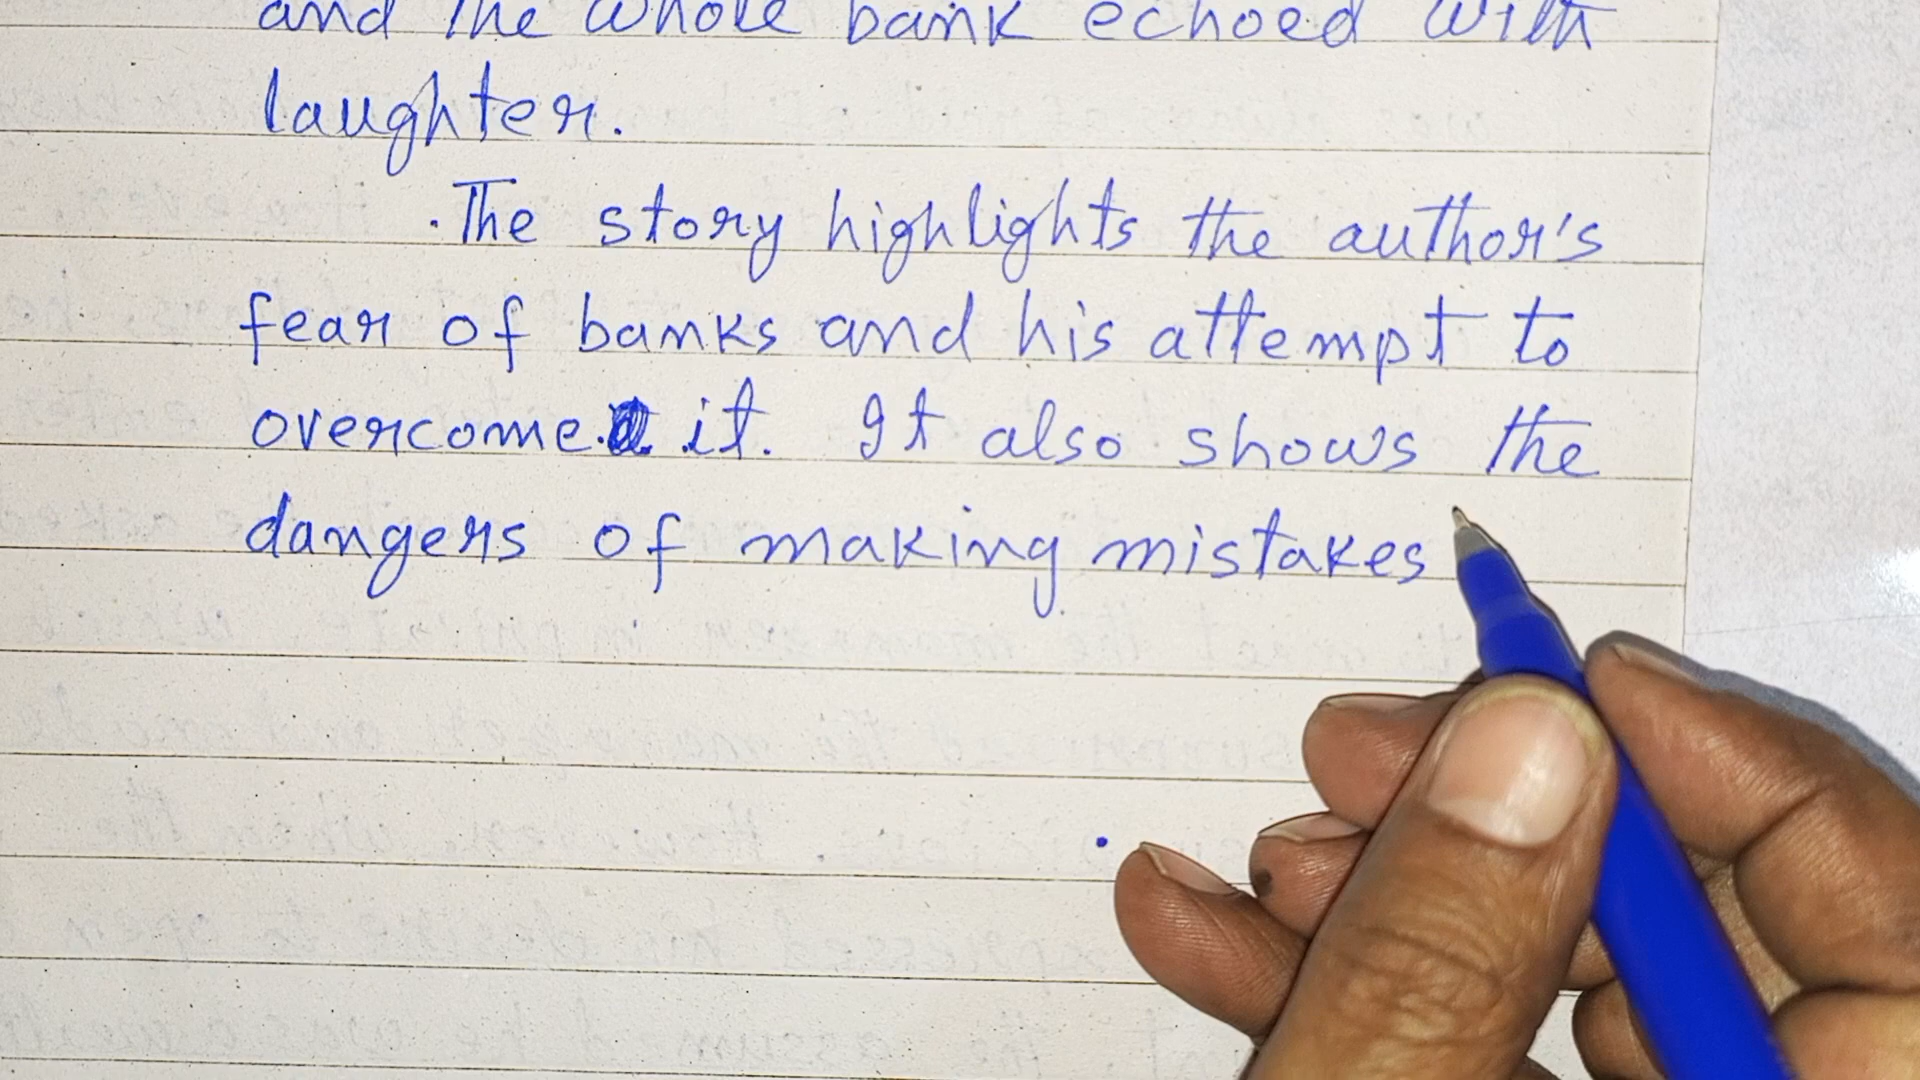 and the whole bank echoed with
laughter.
The story highlights the author's
fear of banks and his attempt to
overcome it. It also shows the
dangers of making mistakes